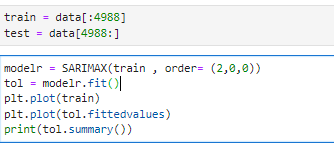 train = data[:4988]
test = data[4988:]
modelr = SARIMAX(train , order= (2,0,0))
tol = modelr.fit()
plt.plot(train)
plt.plot(tol.fittedvalues)
print(tol.summary())